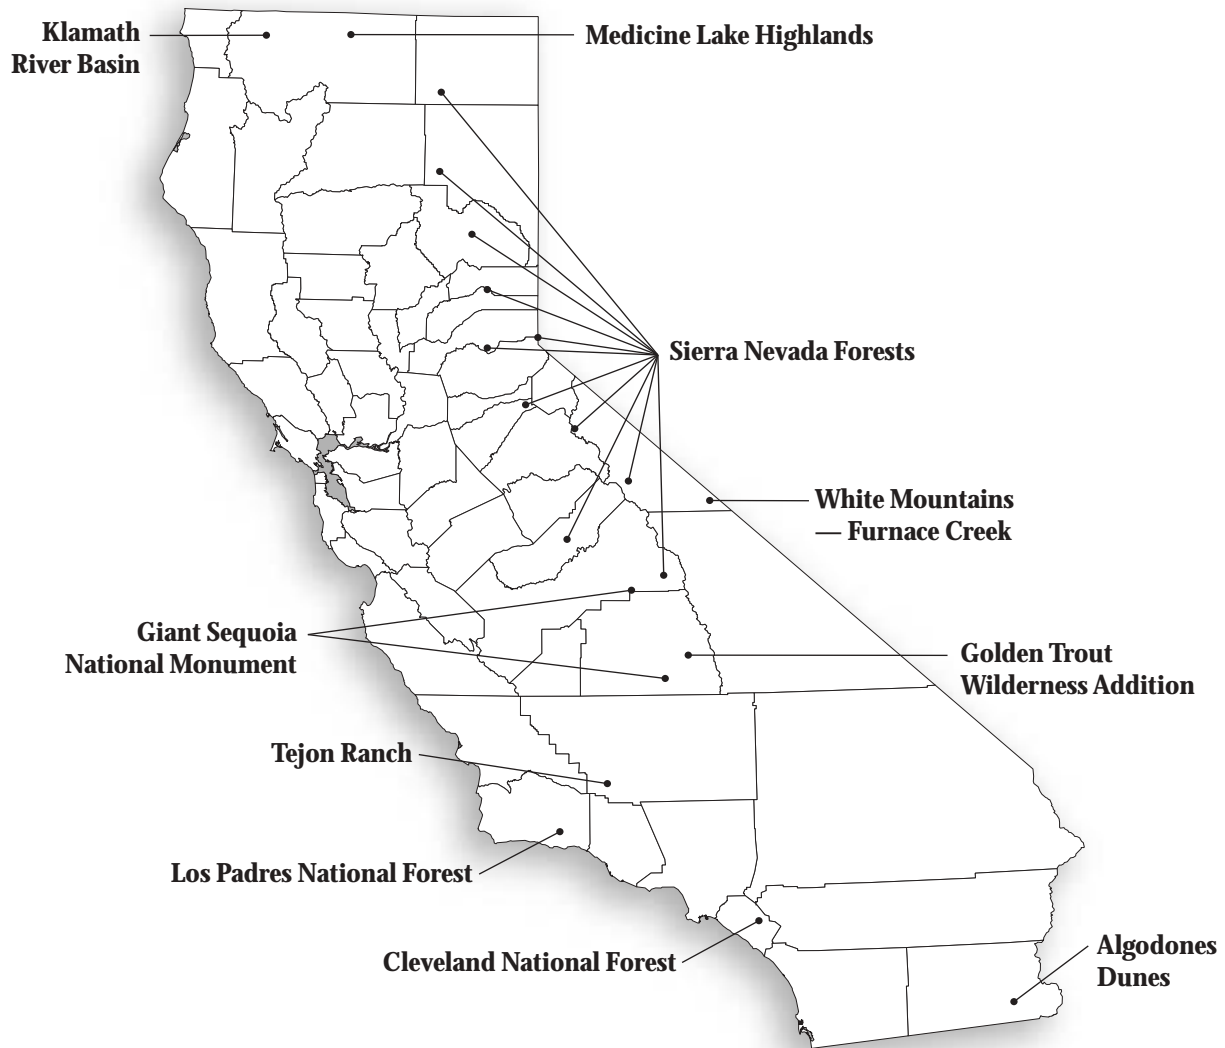 Klamath
River Basin
Medicine Lake Highlands
Sierra Nevada Forests
White Mountains
— Furnace Creek
Giant Sequoia
National Monument
Golden Trout
Wilderness Addition
Tejon Ranch
Los Padres National Forest
Cleveland National Forest
Algodones
Dunes